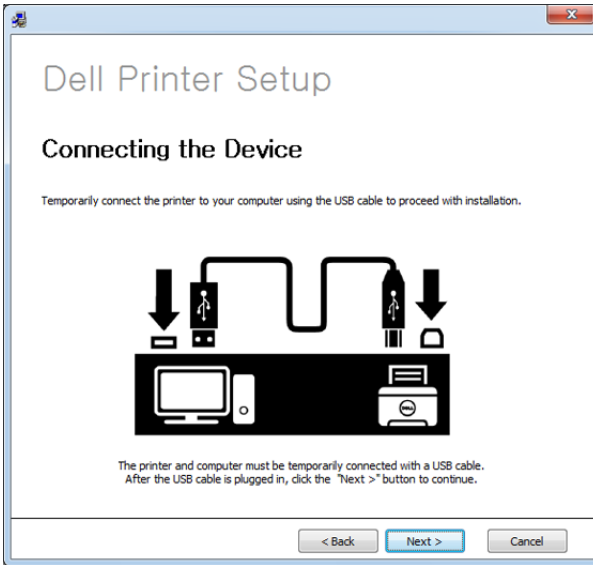 Dell Printer Setup
Connecting the Device
Temporarily connect the printer to your computer using the USB cable to proceed with installation.
DELL
The printer and computer must be temporarily connected with a USB cable.
After the USB cable is plugged in, click the "Next >" button to continue.
< Back
Next >
Cancel